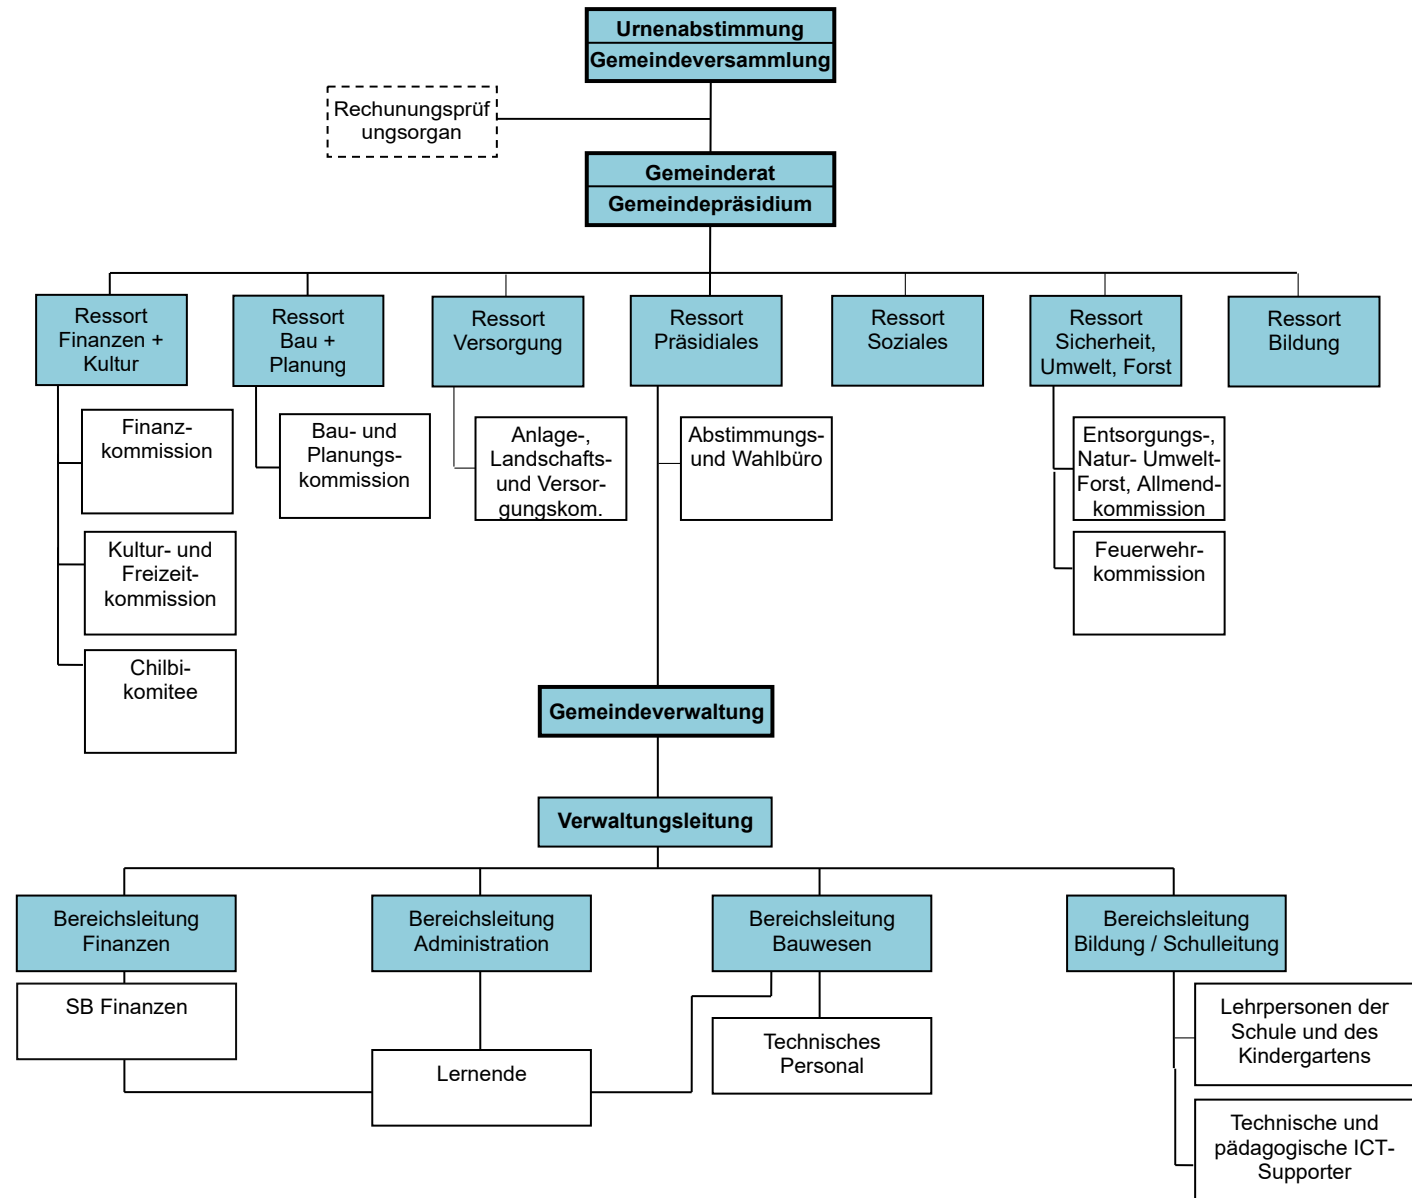 Urnenabstimmung
Gemeindeversammlung
Rechunungsprüf
ungsorgan
Gemeinderat
Gemeindepräsidium
Ressort
Finanzen +
Kultur
Ressort
Bau +
Planung
Ressort
Versorgung
Ressort
Präsidiales
Ressort
Soziales
Ressort
Sicherheit,
Umwelt, Forst
Ressort
Bildung
Finanz-
kommission
Kultur- und
Freizeit-
kommission
Chilbi-
komitee
Bau- und
Planungs-
kommission
Anlage-,
Landschafts-
und Versor-
gungskom.
Abstimmungs-
und Wahlbüro
Entsorgungs-,
Natur- Umwelt-
Forst, Allmend-
kommission
Feuerwehr-
kommission
Gemeindeverwaltung
Verwaltungsleitung
Bereichsleitung
Finanzen
Bereichsleitung
Administration
Bereichsleitung
Bauwesen
Bereichsleitung
Bildung / Schulleitung
SB Finanzen
Lernende
Technisches
Personal
Lehrpersonen der
Schule und des
Kindergartens
Technische und
pädagogische ICT-
Supporter